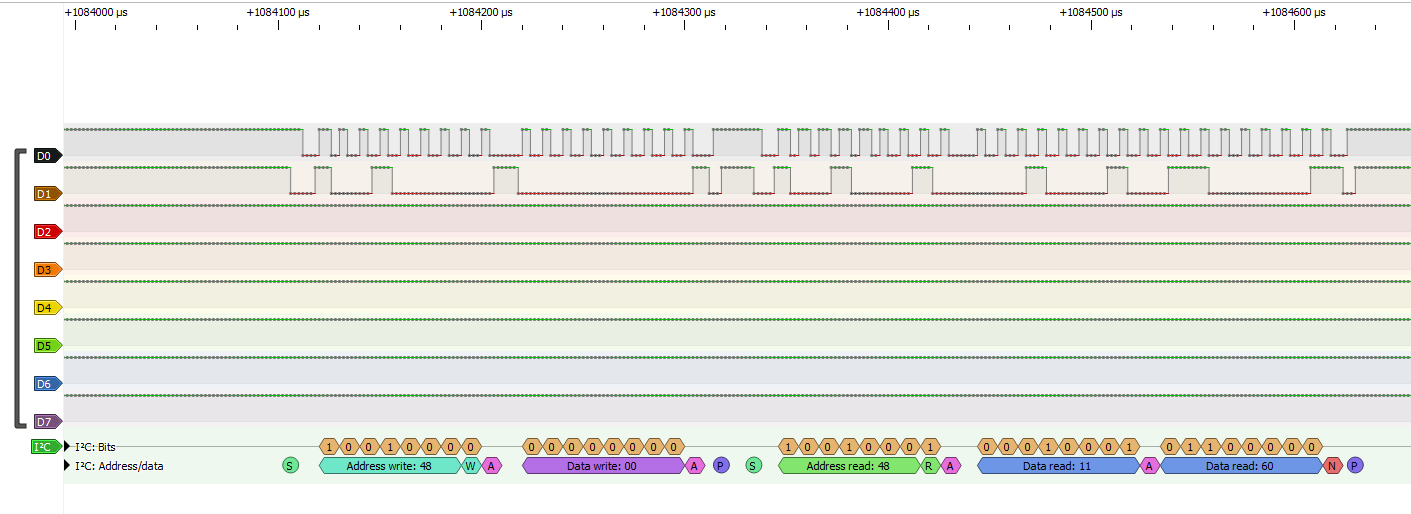 +1084000 µs +1084100 µs +1084200 µs +1084300 µs +1084400 µs +1084500 µs +1084600 µs
D0
D1
D2
D3
D4
D5
D6
D7
I²C I²C: Bits 1 0 0 1 0 0 0 0 0 0 0 0 0 0 0 0 1 0 0 1 0 0 0 1 0 0 0 1 0 0 0 1 0 1 1 0 0 0 0 0
I²C: Address/data S Address write: 48 W A Data write: 00 A P S Address read: 48 R A Data read: 11 A Data read: 60 N P